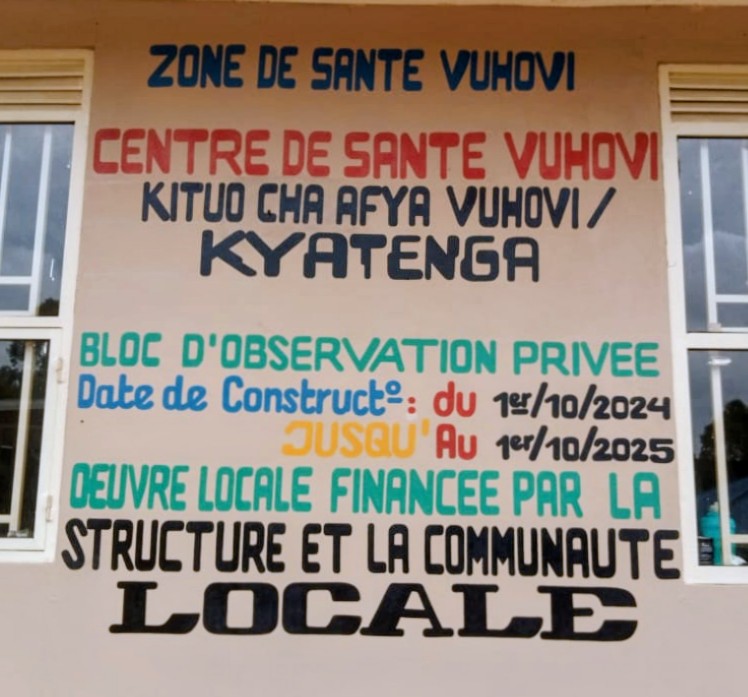 ZONE DE SANTE VUHOVI
CENTRE DE SANTE VUHOVI
KITUO CHA AFYA VUHOVI /
KYATENGA
BLOC D'OBSERVATION PRIVEE
Date de Constructº: du 1er/10/2024
JUSQU'Au 1er/10/2025
OEUVRE LOCALE FINANCEE PAR LA
STRUCTURE ET LA COMMUNAUTE
LOCALE